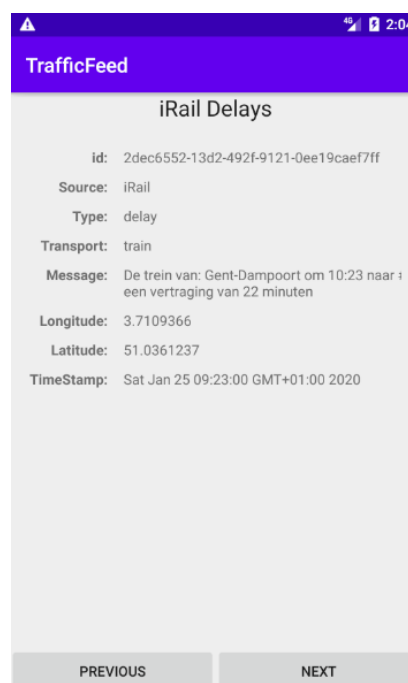 4G 2:04
TrafficFeed
iRail Delays
id: 2dec6552-13d2-492f-9121-0ee19caef7ff
Source: iRail
Type: delay
Transport: train
Message: De trein van: Gent-Dampoort om 10:23 naar
een vertraging van 22 minuten
Longitude: 3.7109366
Latitude: 51.0361237
TimeStamp: Sat Jan 25 09:23:00 GMT+01:00 2020
PREVIOUS NEXT